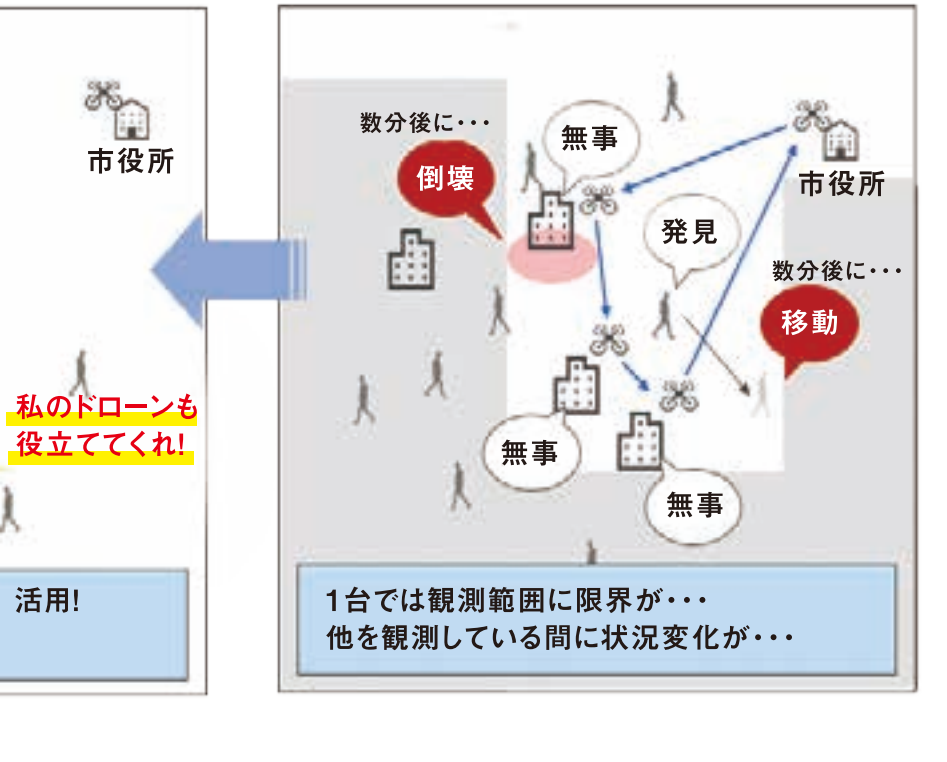 市役所
私のドローンも
役立ててくれ!
活用!
数分後に･･･
倒壊
無事
市役所
発見
数分後に･･･
移動
無事
無事
1台では観測範囲に限界が･･･
他を観測している間に状況変化が･･･